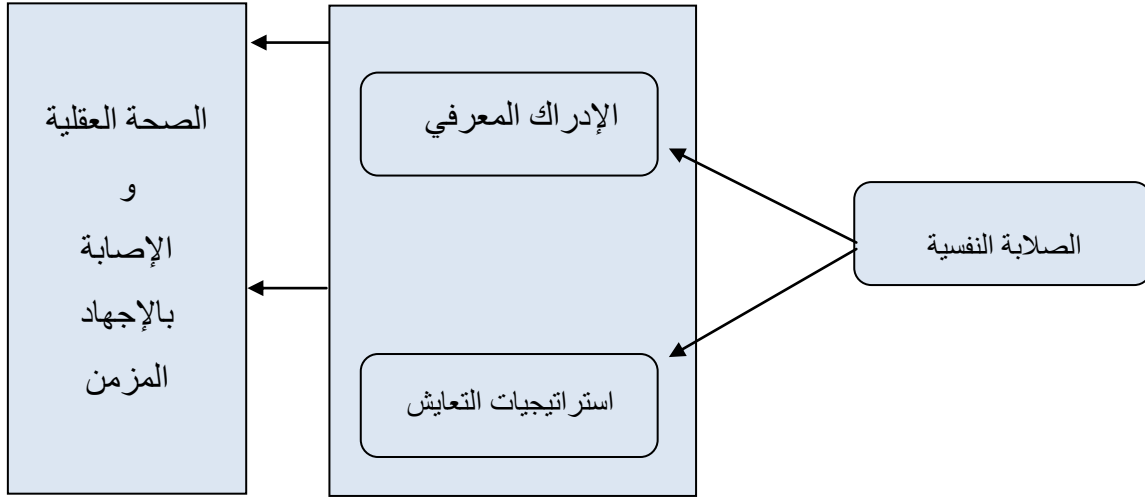 الصلابة النفسية
الإدراك المعرفي
استراتيجيات التعايش
الصحة العقلية
و
الإصابة
بالإجهاد
المزمن